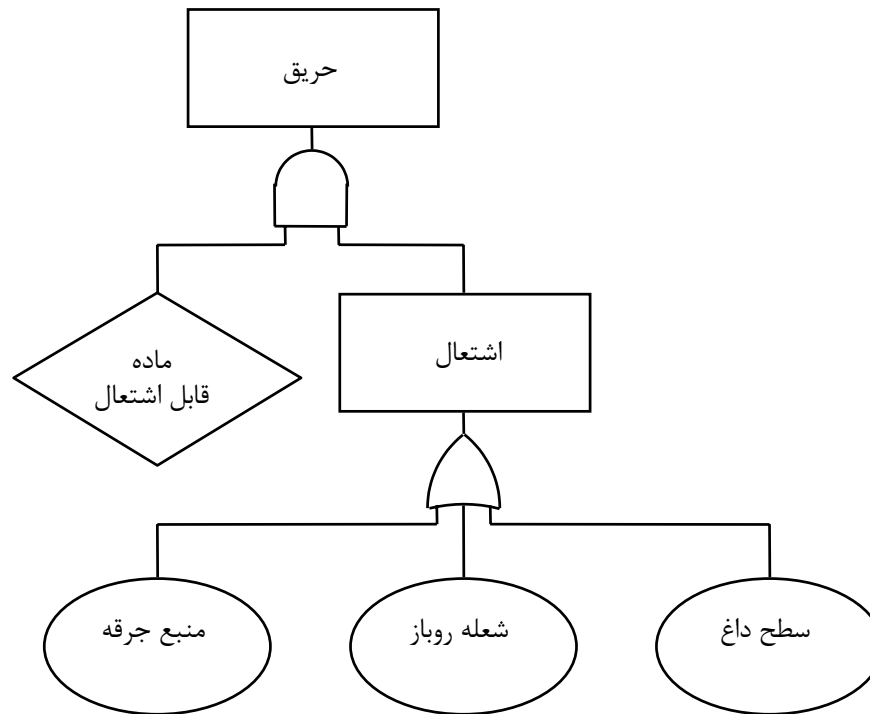 حریق
ماده
قابل اشتعال
اشتعال
منبع جرقه
شعله روباز
سطح داغ